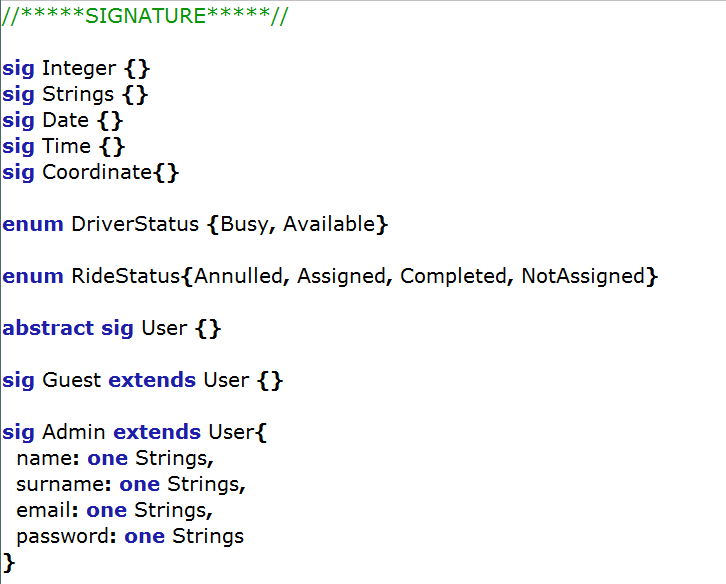 //*****SIGNATURE*****//
sig Integer {}
sig Strings {}
sig Date {}
sig Time {}
sig Coordinate{}
enum DriverStatus {Busy, Available}
enum RideStatus{Annulled, Assigned, Completed, NotAssigned}
abstract sig User {}
sig Guest extends User {}
sig Admin extends User{
name: one Strings,
surname: one Strings,
email: one Strings,
password: one Strings
}